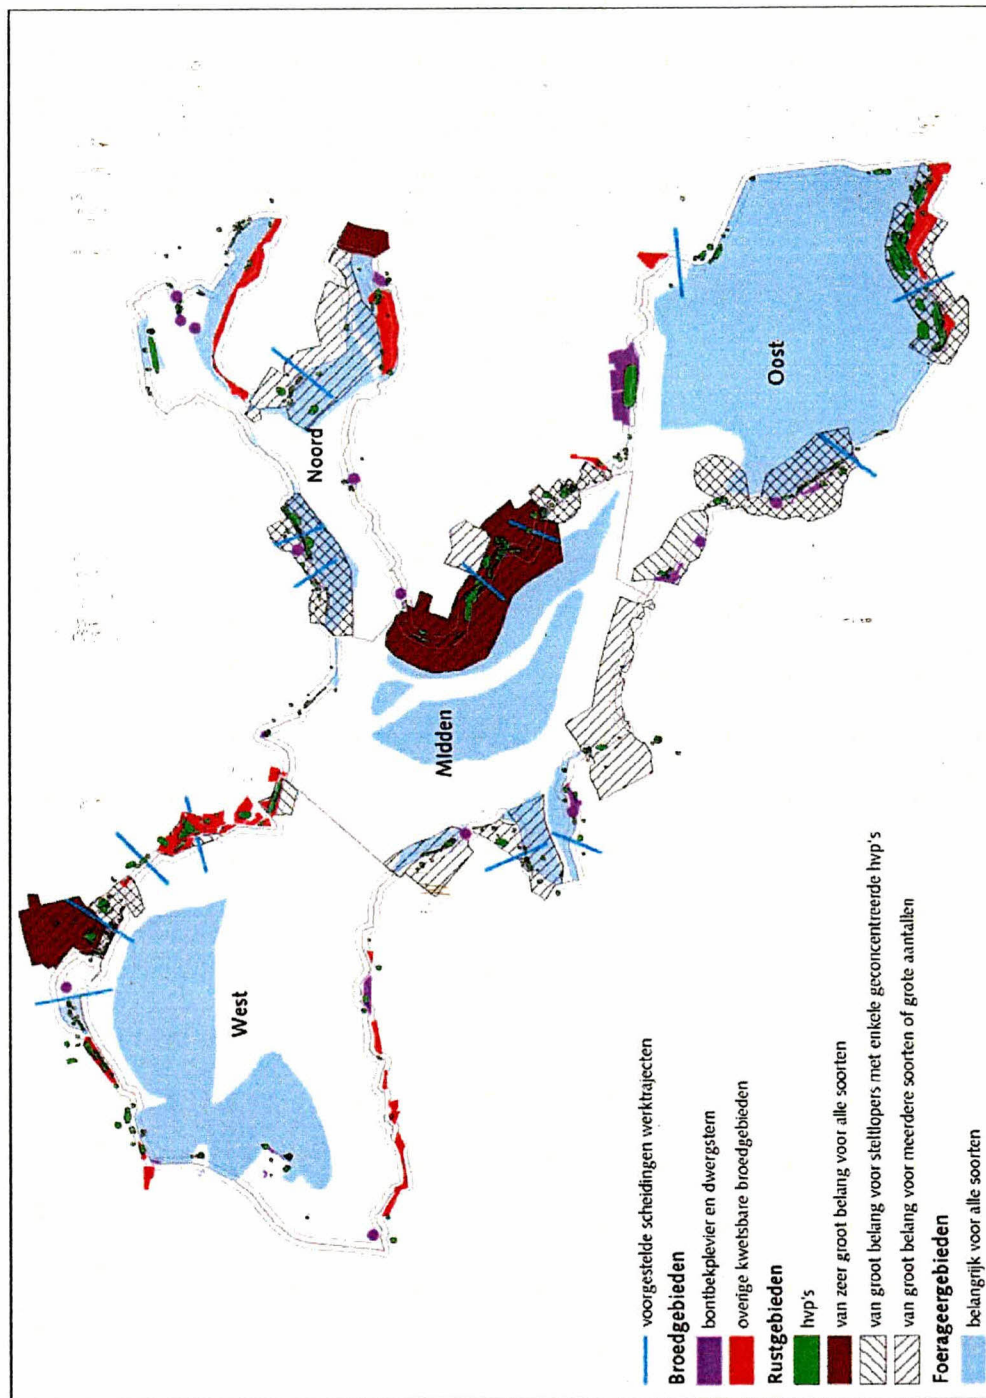 West
Midden
Noord
Oost
voorgestelde scheidingen werktrajecten
Broedgebieden
bontbekplevier en dwergstern
overige kwetsbare broedgebieden
Rustgebieden
hvp's
van zeer groot belang voor alle soorten
van groot belang voor steltlopers met enkele geconcentreerde hvp's
van groot belang voor meerdere soorten of grote aantallen
Foerageergebieden
belangrijk voor alle soorten